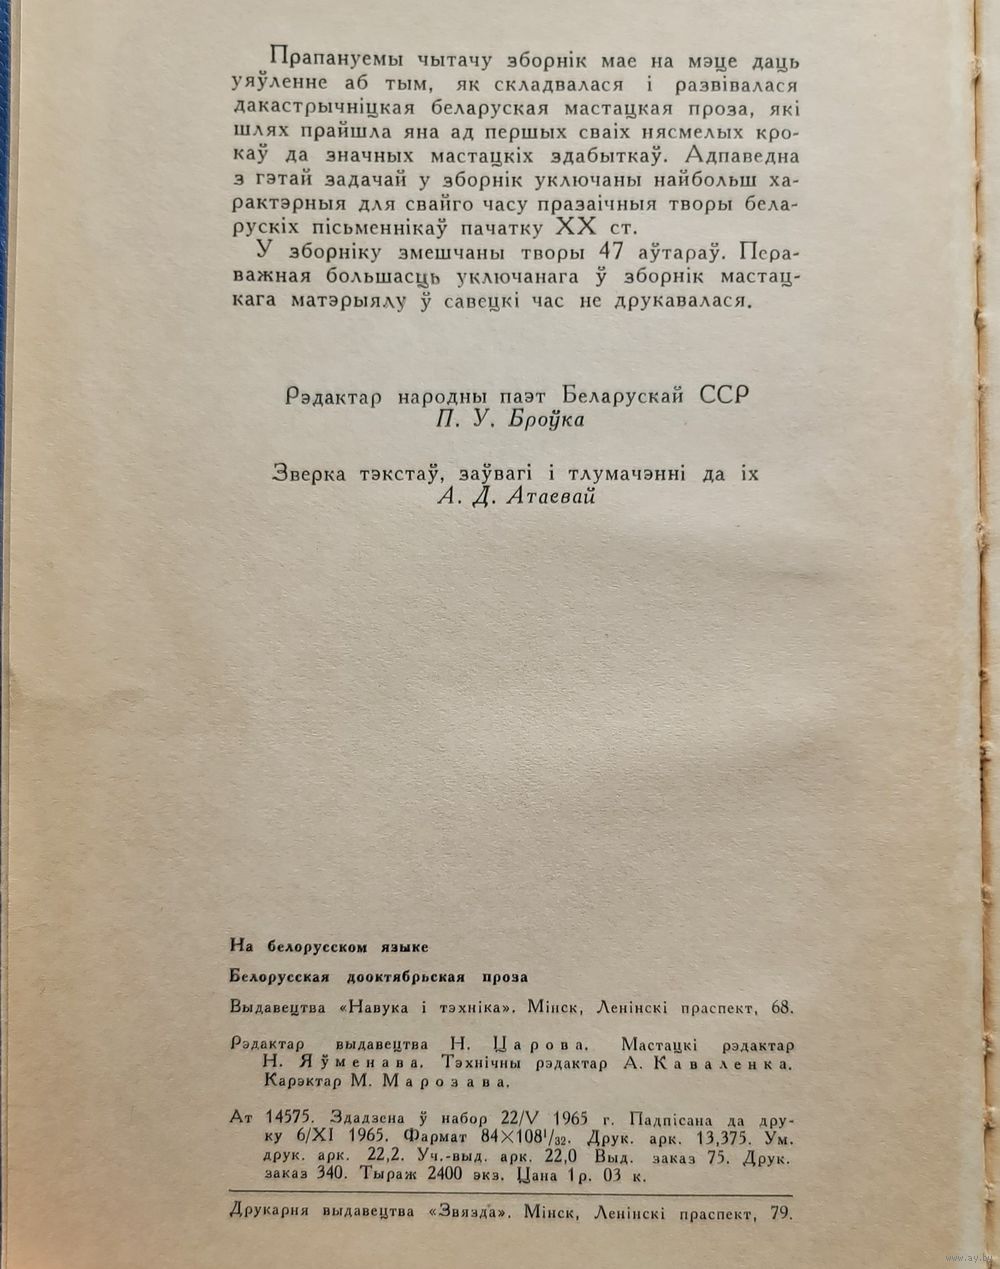 Прапануемы чытачу зборнік мае на мэце даць
уяўленне аб тым, як складвалася і развівалася
дакастрычніцкая беларуская мастацкая проза, які
шлях прайшла яна ад першых сваіх нясмелых кро-
каў да значных мастацкіх здабыткаў. Адпаведна
з гэтай задачай у зборнік уключаны найбольш ха-
рактэрныя для свайго часу празаічныя творы бела-
рускіх пісьменнікаў пачатку XX ст.
У зборніку змешчаны творы 47 аўтараў. Пера-
важная большасць уключанага ў зборнік мастац-
кага матэрыялу ў савецкі час не друкавалася.
Рэдактар народны паэт Беларускай ССР
П. У. Броўка
Зверка тэкстаў, заўвагі і тлумачэнні да іх
А. Д. Атаевай
На белорусском языке
Белорусская дооктябрьская проза
Выдавецтва «Навука і тэхніка». Мінск, Ленінскі праспект, 68.
Рэдактар выдавецтва Н. Царова. Мастацкі рэдактар
Н. Яўменава. Тэхнічны рэдактар А. Каваленка.
Карэктар М. Марозава.
Ат 14575. Здадзена ў набор 22/V 1965 г. Падпісана да дру-
ку 6/XI 1965. Фармат 84×108¹/₃₂. Друк. арк. 13,375. Ум.
друк. арк. 22,2. Уч.-выд. арк. 22,0 Выд. заказ 75. Друк.
заказ 340. Тыраж 2400 экз. Цана 1 р. 03 к.
Друкарня выдавецтва «Звязда». Мінск, Ленінскі праспект, 79.
www.ay.by